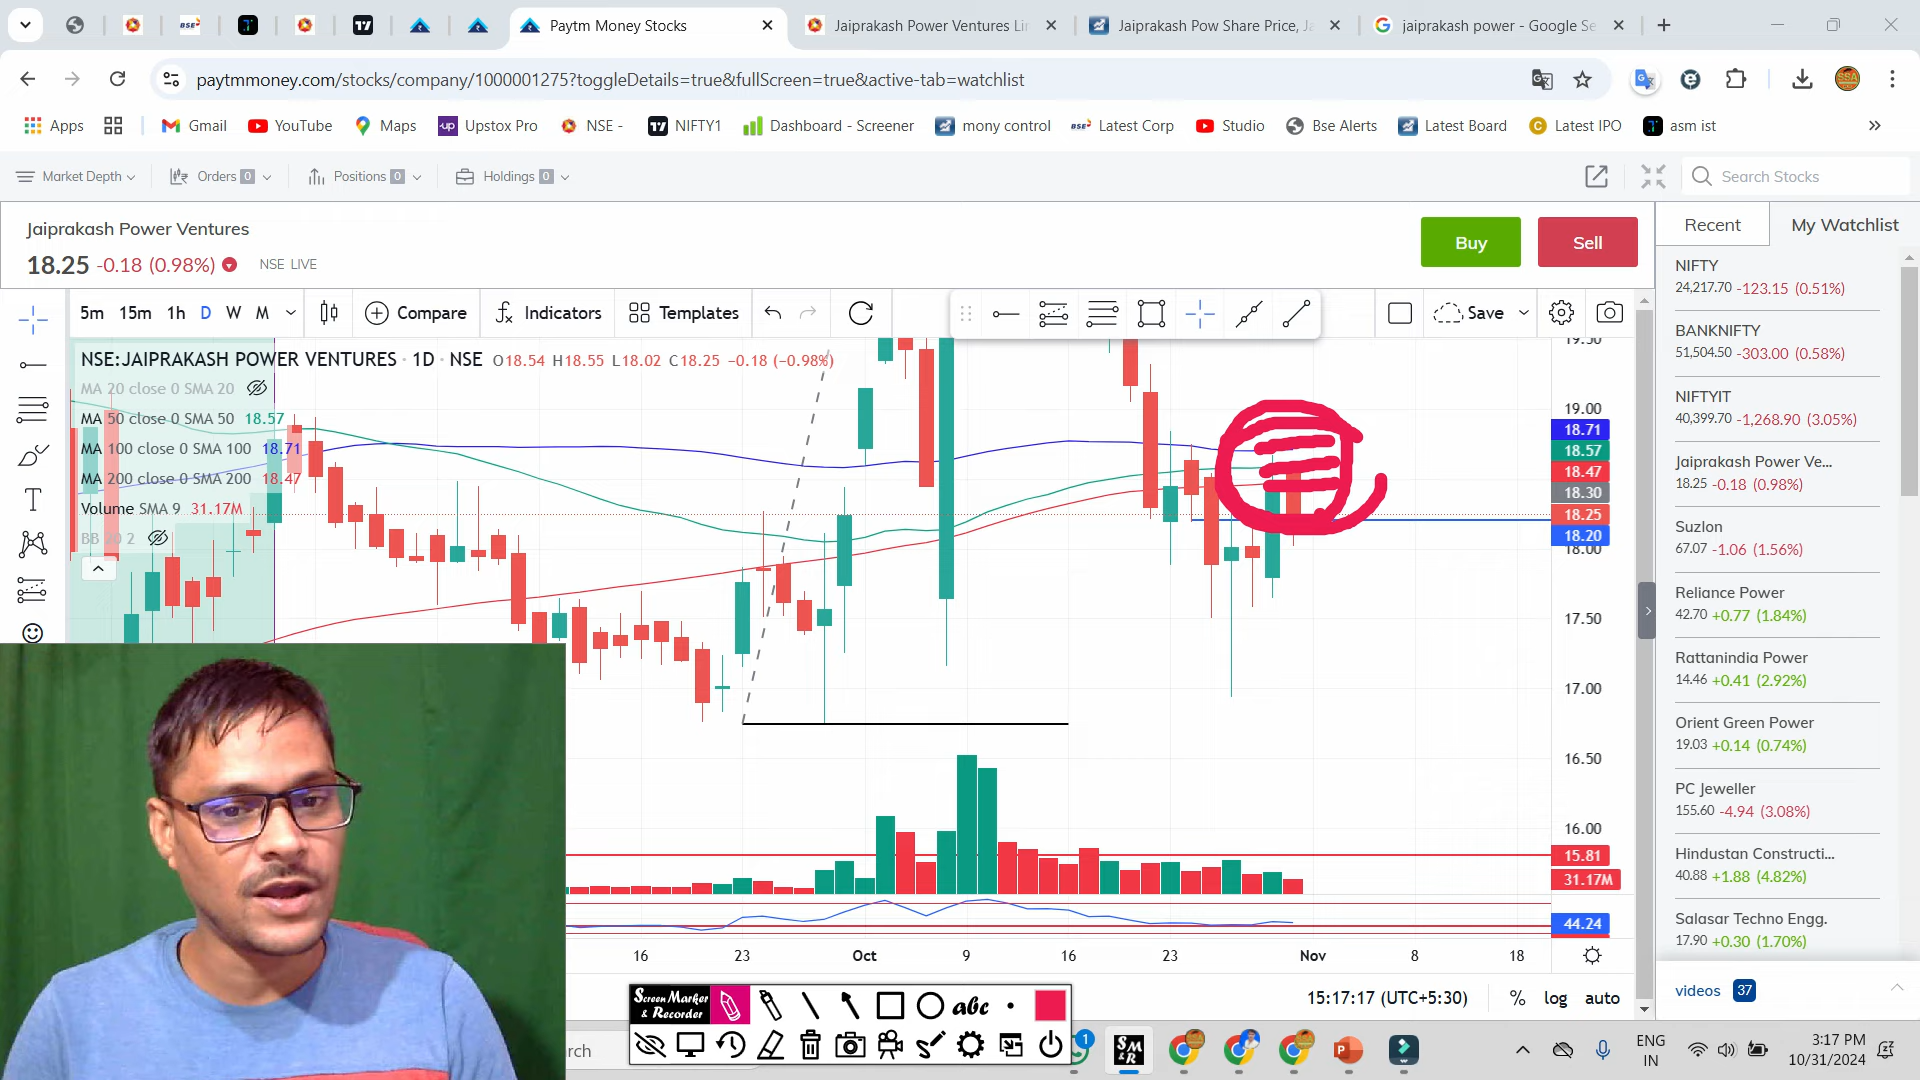 Paytm Money Stocks
Jaiprakash Power Ventures Lin
Jaiprakash Pow Share Price, Ja
jaiprakash power - Google Se
paytmmoney.com/stocks/company/1000001275?toggleDetails=true&fullScreen=true&active-tab=watchlist
Apps Gmail YouTube Maps Upstox Pro NSE - NIFTY1 Dashboard - Screener mony control Latest Corp Studio Bse Alerts Latest Board Latest IPO asm ist
Market Depth Orders 0 Positions 0 Holdings 0 Search Stocks
Jaiprakash Power Ventures
18.25 -0.18 (0.98%) NSE LIVE
Buy Sell
5m 15m 1h D W M Compare Indicators Templates Save
NSE:JAIPRAKASH POWER VENTURES · 1D · NSE O18.54 H18.55 L18.02 C18.25 -0.18 (-0.98%)
MA 20 close 0 SMA 20
MA 50 close 0 SMA 50 18.57
MA 100 close 0 SMA 100 18.71
MA 200 close 0 SMA 200 18.47
Volume SMA 9 31.17M
BB 20 2
19.50
19.00
18.71
18.57
18.47
18.30
18.25
18.20
18.00
17.50
17.00
16.50
16.00
15.81
31.17M
44.24
16 23 Oct 9 16 23 Nov 8 18
15:17:17 (UTC+5:30) % log auto
Recent My Watchlist
NIFTY
24,217.70 -123.15 (0.51%)
BANKNIFTY
51,504.50 -303.00 (0.58%)
NIFTYIT
40,399.70 -1,268.90 (3.05%)
Jaiprakash Power Ve...
18.25 -0.18 (0.98%)
Suzlon
67.07 -1.06 (1.56%)
Reliance Power
42.70 +0.77 (1.84%)
Rattanindia Power
14.46 +0.41 (2.92%)
Orient Green Power
19.03 +0.14 (0.74%)
PC Jeweller
155.60 -4.94 (3.08%)
Hindustan Constructi...
40.88 +1.88 (4.82%)
Salasar Techno Engg.
17.90 +0.30 (1.70%)
videos 37
Screen Marker
& Recorder
abc
rch
1
SM
&R
ENG
IN
3:17 PM
10/31/2024